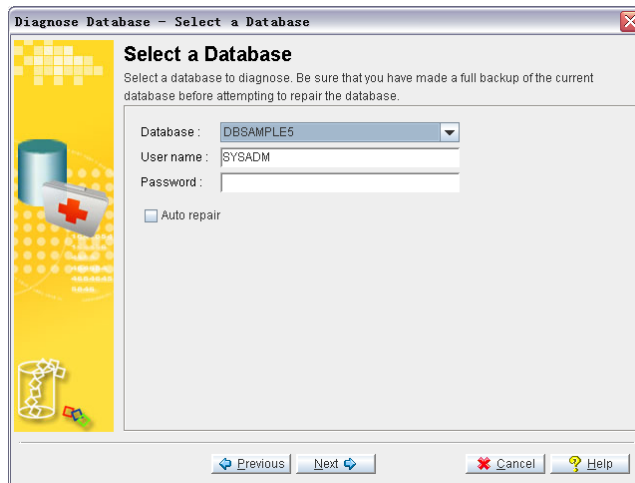 Diagnose Database - Select a Database
Select a Database
Select a database to diagnose. Be sure that you have made a full backup of the current
database before attempting to repair the database.
Database : DBSAMPLE5
User name : SYSADM
Password :
Auto repair
Previous Next Cancel Help